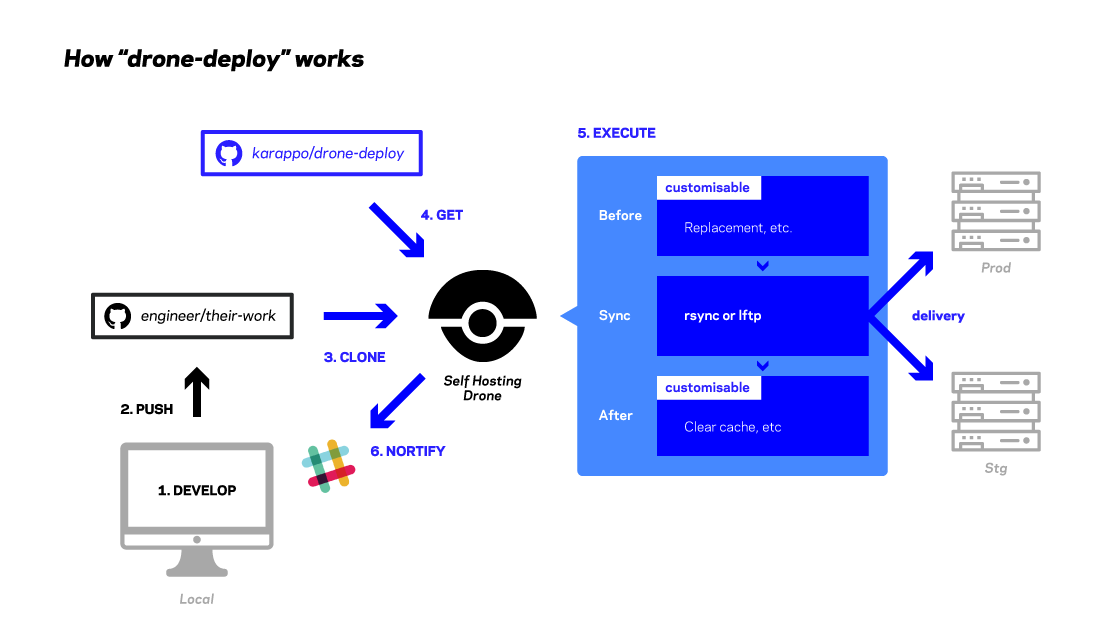 How “drone-deploy” works
karappo/drone-deploy
4. GET
engineer/their-work
3. CLONE
2. PUSH
1. DEVELOP
Local
Self Hosting
Drone
6. NORTIFY
5. EXECUTE
Before
customisable
Replacement, etc.
Sync
rsync or lftp
After
customisable
Clear cache, etc
delivery
Prod
Stg